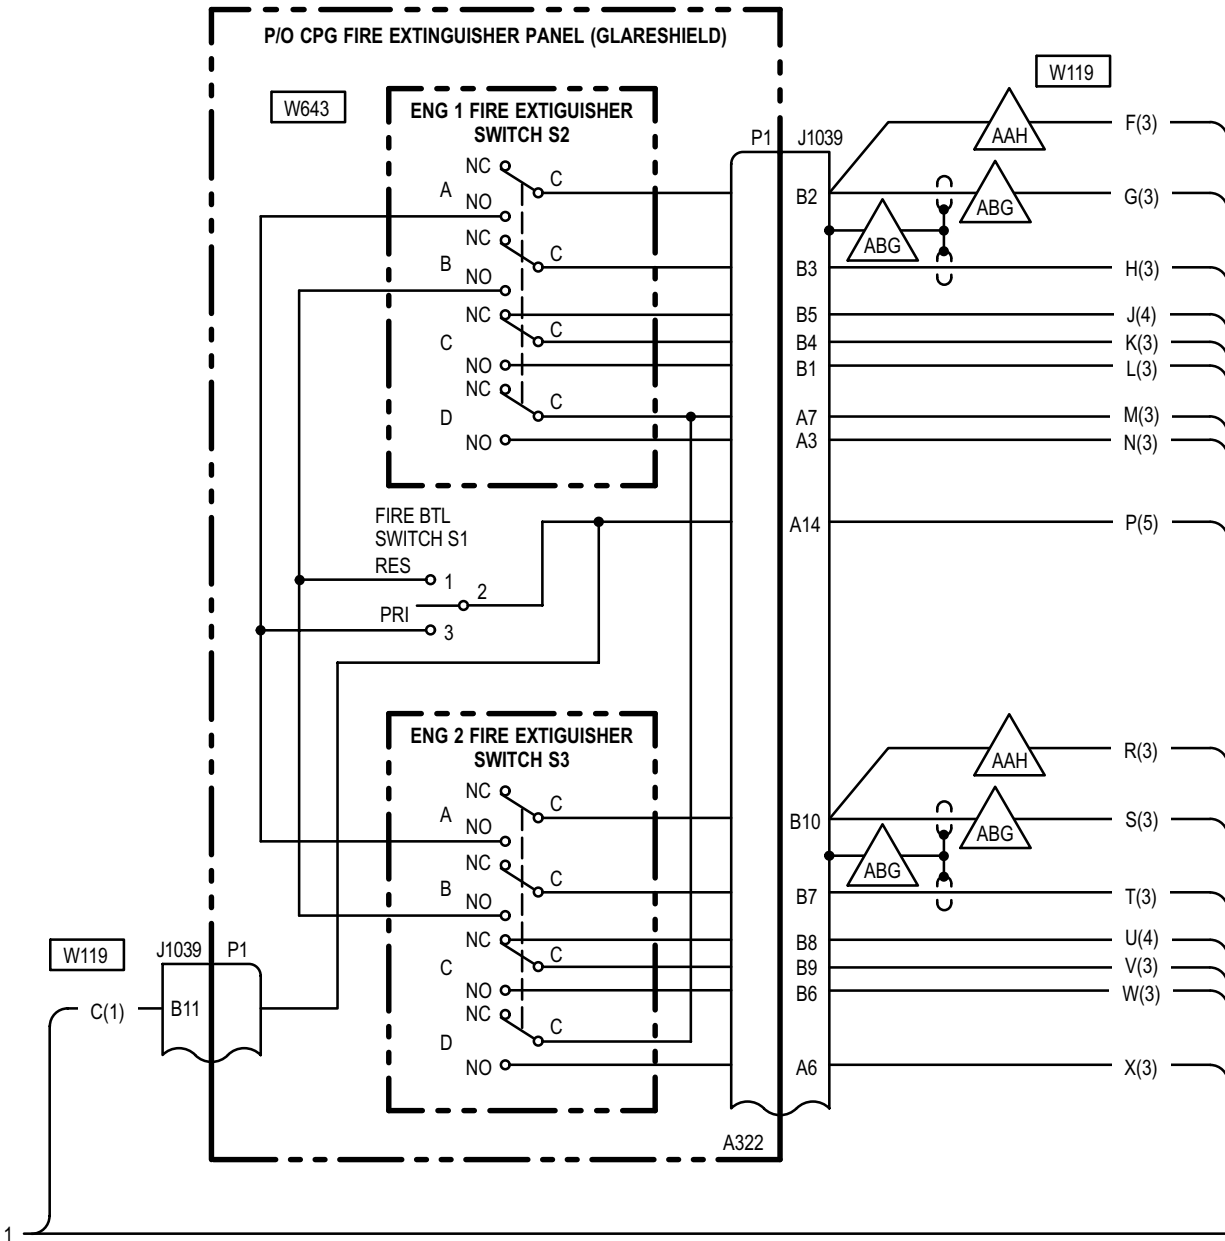 P/O CPG FIRE EXTINGUISHER PANEL (GLARESHIELD)
W119
W643
ENG 1 FIRE EXTIGUISHER
SWITCH S2
P1 J1039
AAH F(3)
NC
A C
NO
B2 ABG G(3)
ABG
NC
B C
NO
B3 H(3)
NC B5 J(4)
C C B4 K(3)
NO B1 L(3)
NC
D C A7 M(3)
NO A3 N(3)
FIRE BTL
SWITCH S1
A14 P(5)
RES 1
2
PRI
3
ENG 2 FIRE EXTIGUISHER
SWITCH S3
AAH R(3)
NC
A C
NO
B10 ABG S(3)
ABG
NC
B C
NO
B7 T(3)
NC B8 U(4)
C C B9 V(3)
NO B6 W(3)
W119
J1039 P1
C(1) B11
NC
D C
NO A6 X(3)
A322
1